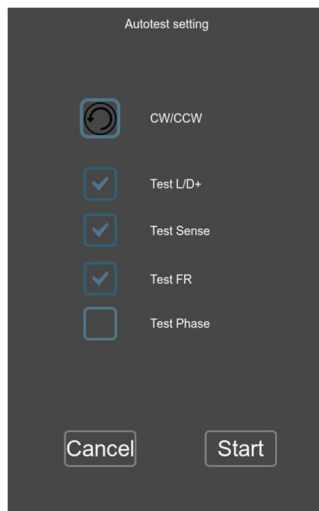 Autotest setting
CW/CCW
Test L/D+
Test Sense
Test FR
Test Phase
Cancel Start